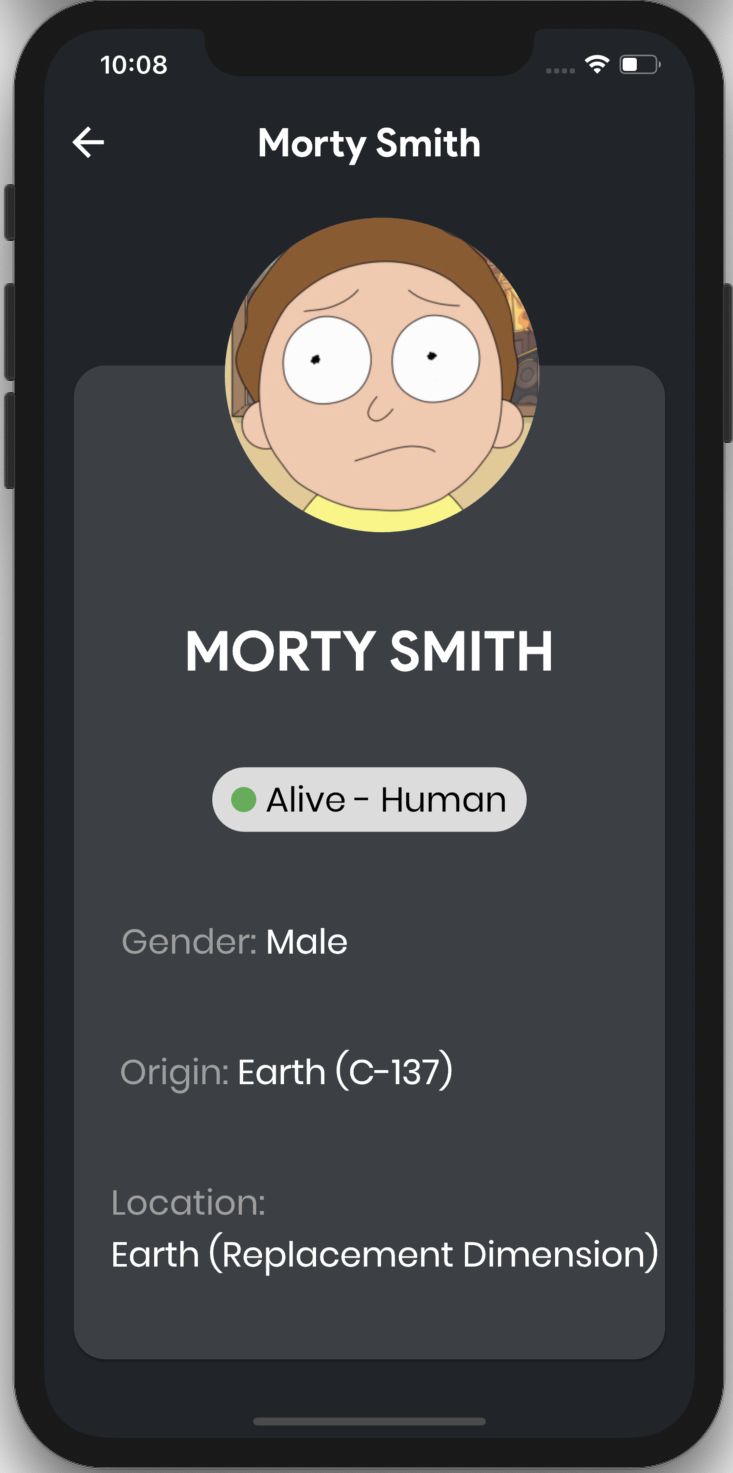 10:08
Morty Smith
MORTY SMITH
Alive - Human
Gender: Male
Origin: Earth (C-137)
Location:
Earth (Replacement Dimension)